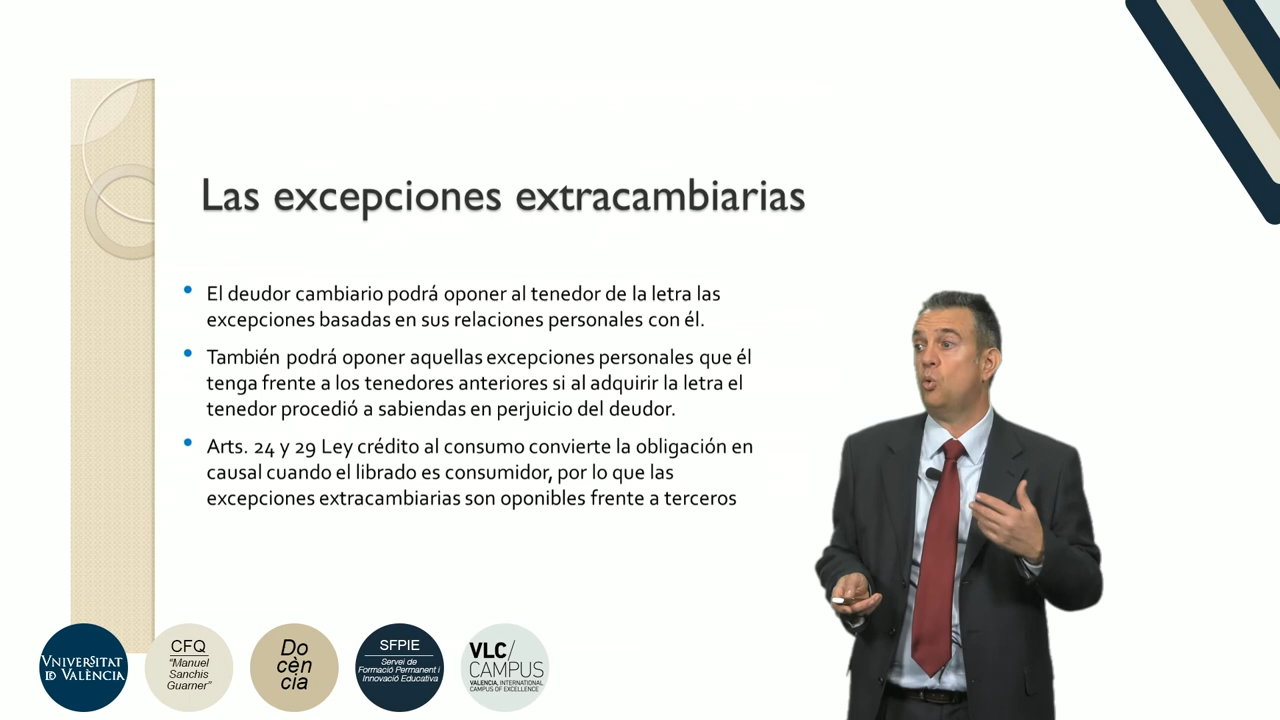 Las excepciones extracambiarias
El deudor cambiario podrá oponer al tenedor de la letra las
excepciones basadas en sus relaciones personales con él.
También podrá oponer aquellas excepciones personales que él
tenga frente a los tenedores anteriores si al adquirir la letra el
tenedor procedió a sabiendas en perjuicio del deudor.
Arts. 24 y 29 Ley crédito al consumo convierte la obligación en
causal cuando el librado es consumidor, por lo que las
excepciones extracambiarias son oponibles frente a terceros
VNIVERSITAT
ID VALÈNCIA
CFQ
"Manuel
Sanchis
Guarner"
Do
cèn
cia
SFPIE
Servei de
Formació Permanent i
Innovació Educativa
VLC/
CAMPUS
VALENCIA, INTERNATIONAL
CAMPUS OF EXCELLENCE